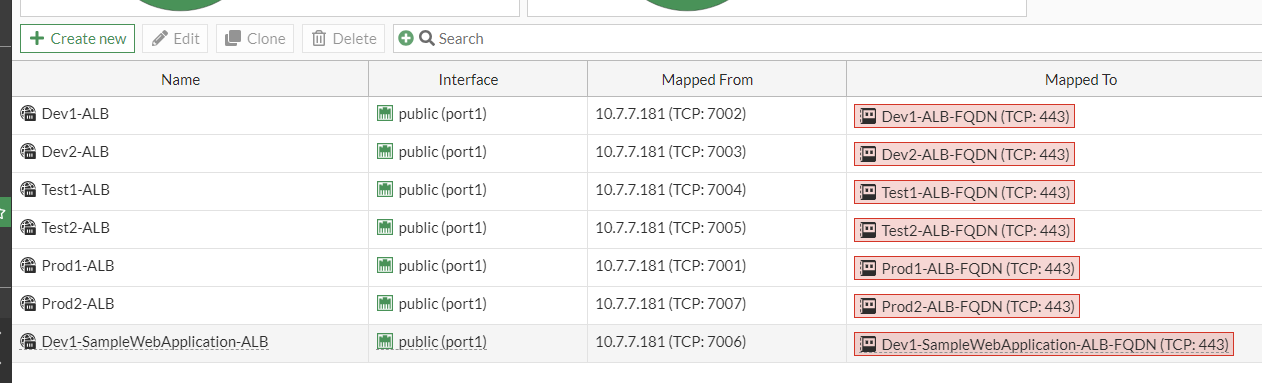 Create new Edit Clone Delete Search
Name Interface Mapped From Mapped To
Dev1-ALB public (port1) 10.7.7.181 (TCP: 7002) Dev1-ALB-FQDN (TCP: 443)
Dev2-ALB public (port1) 10.7.7.181 (TCP: 7003) Dev2-ALB-FQDN (TCP: 443)
Test1-ALB public (port1) 10.7.7.181 (TCP: 7004) Test1-ALB-FQDN (TCP: 443)
Test2-ALB public (port1) 10.7.7.181 (TCP: 7005) Test2-ALB-FQDN (TCP: 443)
Prod1-ALB public (port1) 10.7.7.181 (TCP: 7001) Prod1-ALB-FQDN (TCP: 443)
Prod2-ALB public (port1) 10.7.7.181 (TCP: 7007) Prod2-ALB-FQDN (TCP: 443)
Dev1-SampleWebApplication-ALB public (port1) 10.7.7.181 (TCP: 7006) Dev1-SampleWebApplication-ALB-FQDN (TCP: 443)